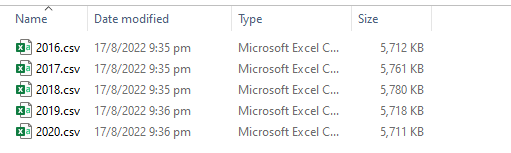 Name Date modified Type Size
2016.csv 17/8/2022 9:35 pm Microsoft Excel C... 5,712 KB
2017.csv 17/8/2022 9:35 pm Microsoft Excel C... 5,761 KB
2018.csv 17/8/2022 9:35 pm Microsoft Excel C... 5,780 KB
2019.csv 17/8/2022 9:36 pm Microsoft Excel C... 5,718 KB
2020.csv 17/8/2022 9:36 pm Microsoft Excel C... 5,711 KB